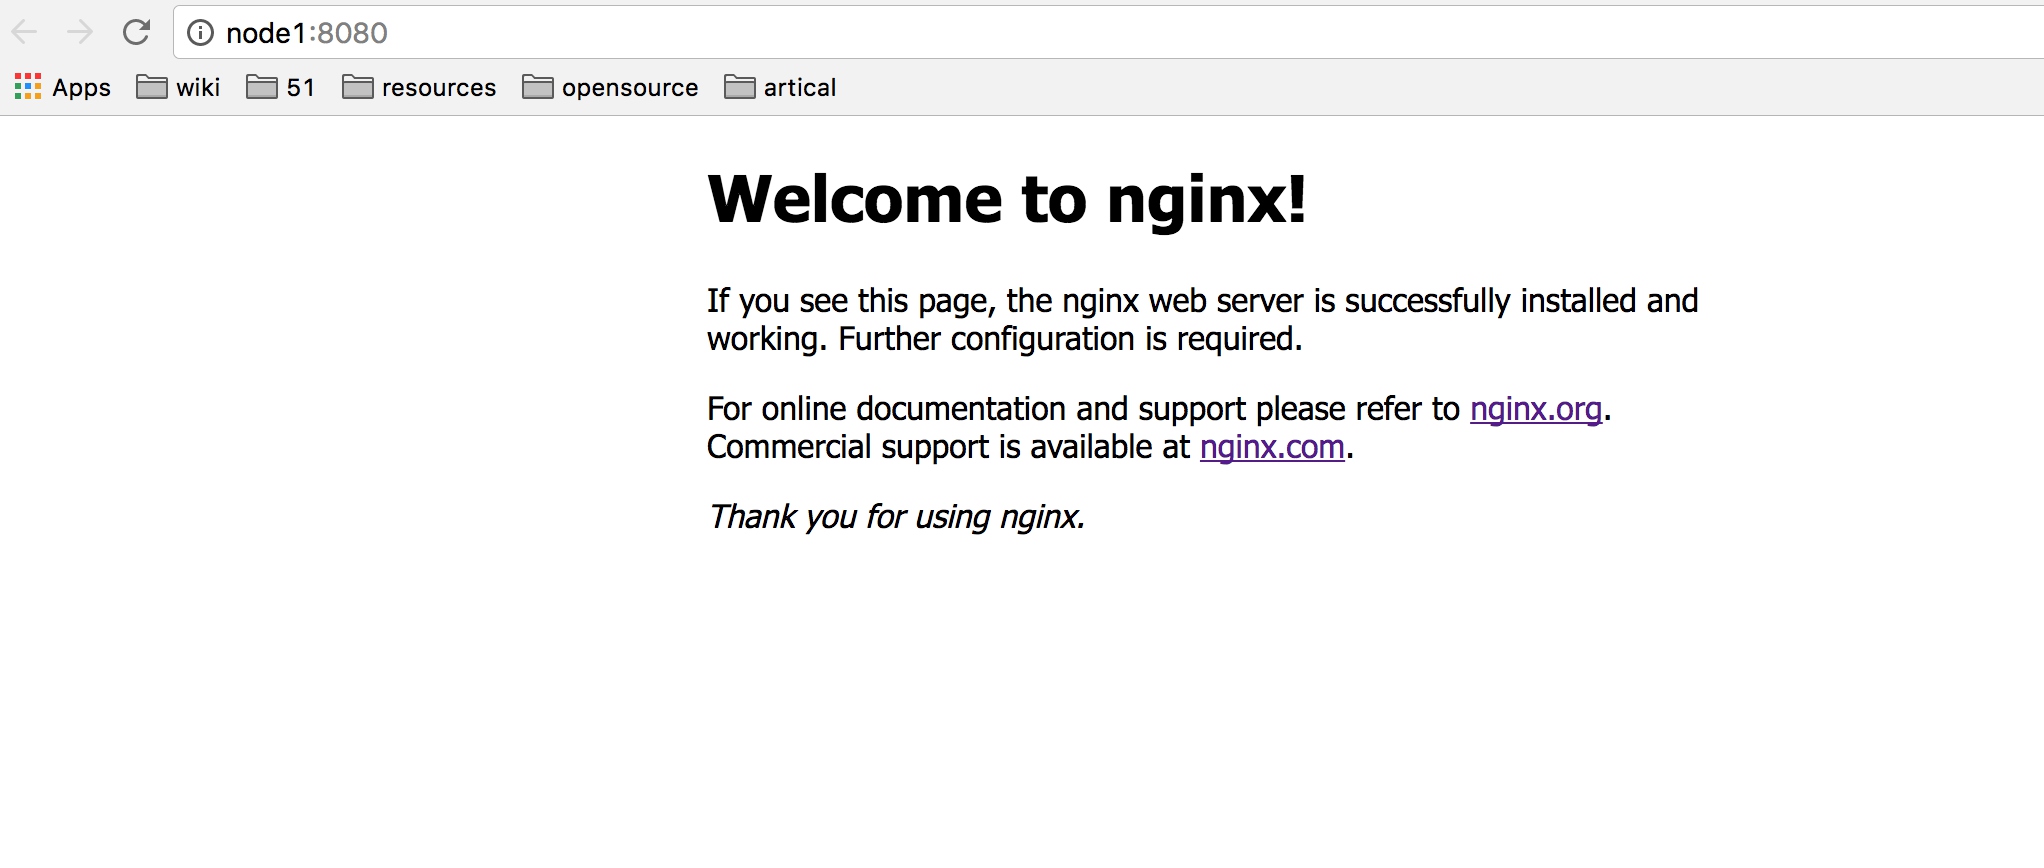 node1:8080
Apps wiki 51 resources opensource artical
Welcome to nginx!
If you see this page, the nginx web server is successfully installed and
working. Further configuration is required.
For online documentation and support please refer to nginx.org.
Commercial support is available at nginx.com.
Thank you for using nginx.